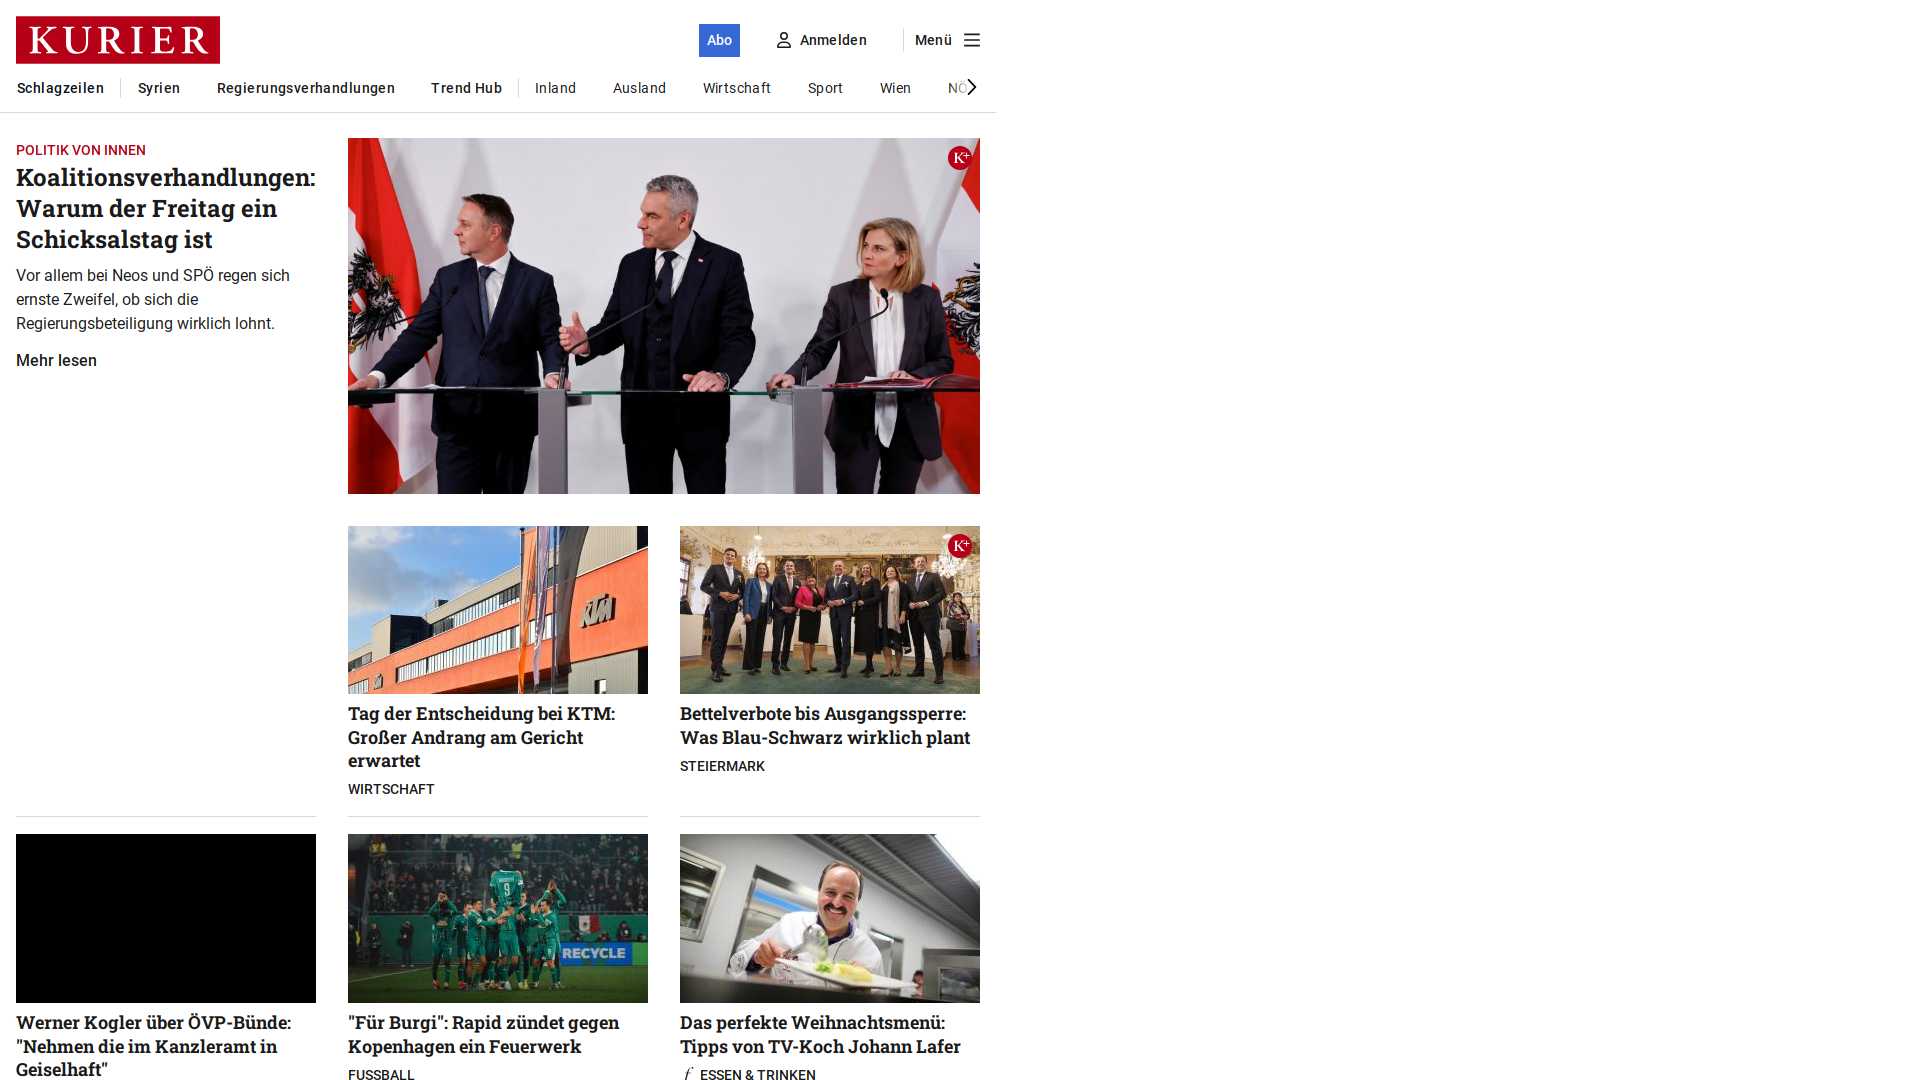 KURIER
Abo
Anmelden
Menü
Schlagzeilen
Syrien
Regierungsverhandlungen
Trend Hub
Inland
Ausland
Wirtschaft
Sport
Wien
NÖ
POLITIK VON INNEN
Koalitionsverhandlungen:
Warum der Freitag ein
Schicksalstag ist
Vor allem bei Neos und SPÖ regen sich
ernste Zweifel, ob sich die
Regierungsbeteiligung wirklich lohnt.
Mehr lesen
K+
KTM
K+
Tag der Entscheidung bei KTM:
Großer Andrang am Gericht
erwartet
WIRTSCHAFT
Bettelverbote bis Ausgangssperre:
Was Blau-Schwarz wirklich plant
STEIERMARK
9
RECYCLE
Werner Kogler über ÖVP-Bünde:
"Nehmen die im Kanzleramt in
Geiselhaft"
"Für Burgi": Rapid zündet gegen
Kopenhagen ein Feuerwerk
FUSSBALL
Das perfekte Weihnachtsmenü:
Tipps von TV-Koch Johann Lafer
f ESSEN & TRINKEN